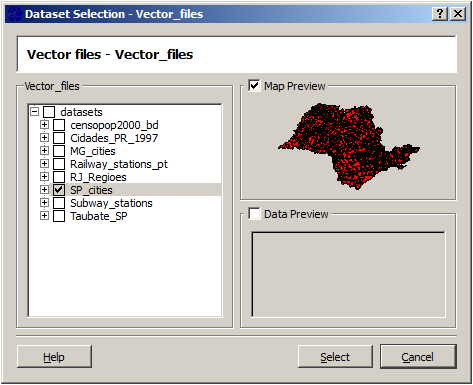 Dataset Selection - Vector_files
Vector files - Vector_files
Vector_files
datasets
censopop2000_bd
Cidades_PR_1997
MG_cities
Railway_stations_pt
RJ_Regioes
SP_cities
Subway_stations
Taubate_SP
Map Preview
Data Preview
Help
Select
Cancel